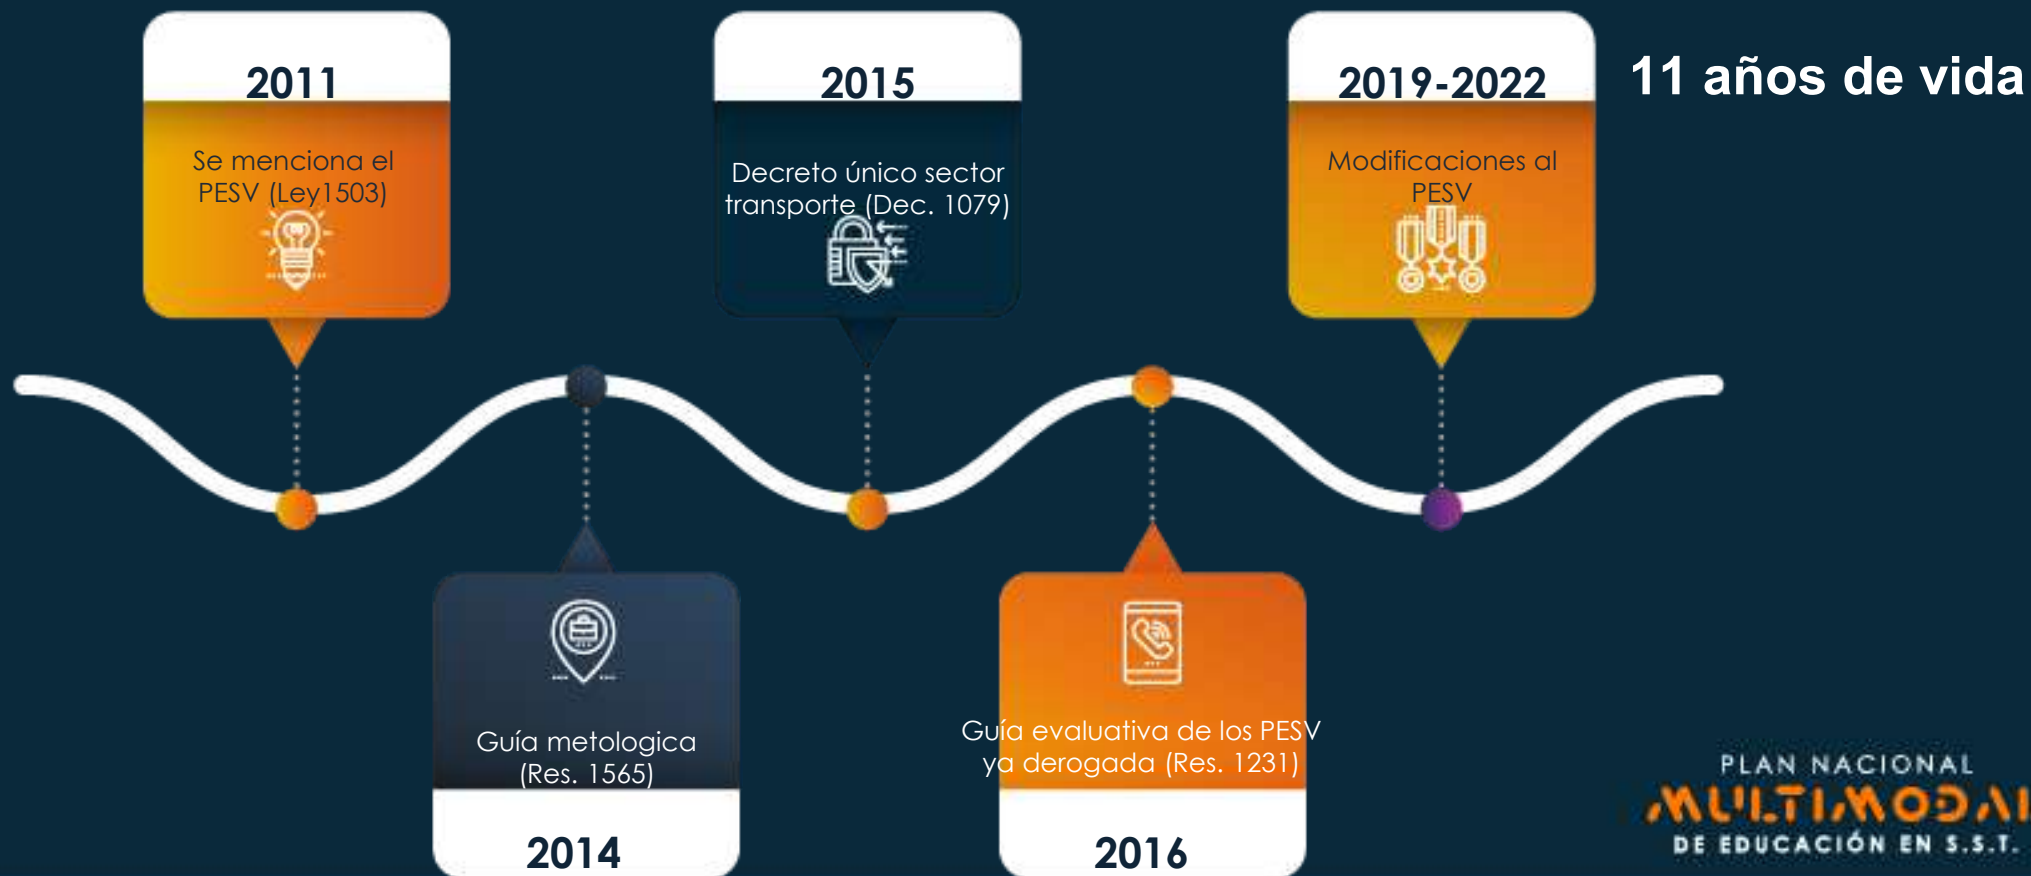 2011
Se menciona el
PESV (Ley1503)
2015
Decreto único sector
transporte (Dec. 1079)
2019-2022
Modificaciones al
PESV
11 años de vida
Guía metologica
(Res. 1565)
2014
Guía evaluativa de los PESV
ya derogada (Res. 1231)
2016
PLAN NACIONAL
MULTIMODAL
DE EDUCACIÓN EN S.S.T.